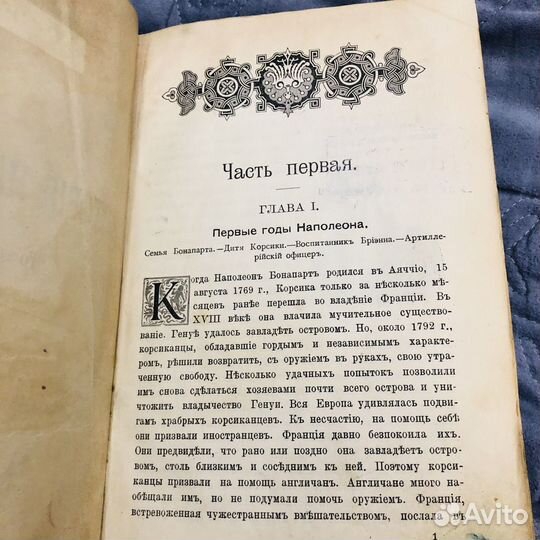 Часть первая.
ГЛАВА I.
Первые годы Наполеона.
Семья Бонапарта.—Дитя Корсики.—Воспитанникъ Бріэнна.—Артилле-
рійскій офицеръ.
Когда Наполеонъ Бонапартъ родился въ Аяччіо, 15
августа 1769 г., Корсика только за нѣсколько мѣ-
сяцевъ ранѣе перешла во владѣніе Франціи. Въ
XVIII вѣкѣ она влачила мучительное существо-
ваніе. Генуѣ удалось завладѣть островомъ. Но, около 1792 г.,
корсиканцы, обладавшіе гордымъ и независимымъ характе-
ромъ, рѣшили возвратить, съ оружіемъ въ рукахъ, свою утра-
ченную свободу. Нѣсколько удачныхъ попытокъ позволили
имъ снова сдѣлаться хозяевами почти всего острова и уни-
чтожить владычество Генуи. Вся Европа удивлялась подви-
гамъ храбрыхъ корсиканцевъ. Къ несчастію, на помощь себѣ
они призвали иностранцевъ. Франція давно безпокоила ихъ.
Они предвидѣли, что рано или поздно она завладѣетъ остро-
вомъ, столь близкимъ и сосѣднимъ къ ней. Поэтому корси-
канцы призвали на помощь англичанъ. Англичане много на-
обѣщали имъ, но не подумали помочь оружіемъ. Франція,
встревоженная чужестраннымъ вмѣшательствомъ, послала въ
1
Avito